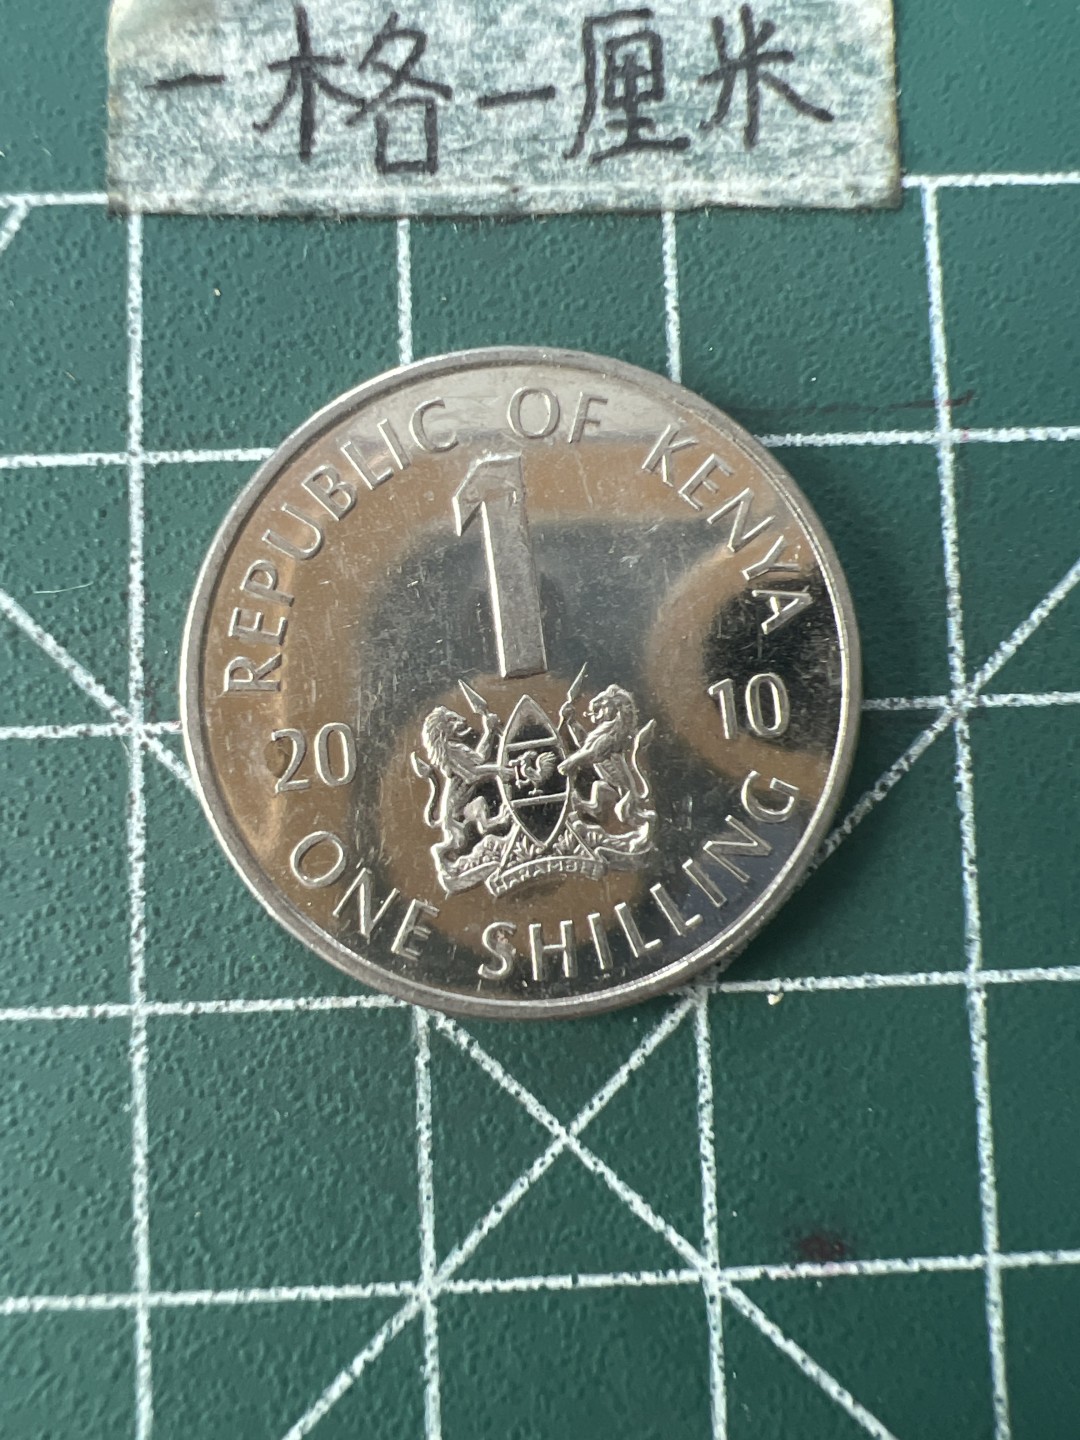 一格一厘米
REPUBLIC OF KENYA
1
20 10
HARAMBEE
ONE SHILLING